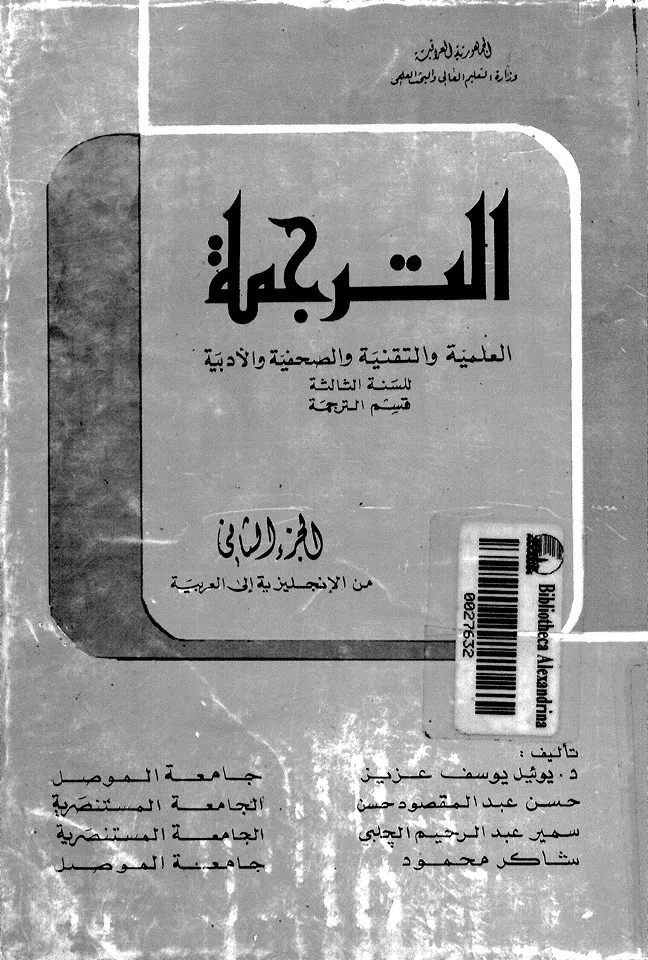 الجمهورية العراقية
وزارة التعليم العالي والبحث العلمي
الترجمة
العلمية والتقنية والصحفية والأدبية
للسنة الثالثة
قسم الترجمة
الجزء الثاني
من الإنجليزية إلى العربية
Bibliotheca Alexandrina
0027632
تأليف :
د. يوئيل يوسف عزيز جامعة الموصل
حسن عبد المقصود حسن الجامعة المستنصرية
سمير عبد الرحيم الچلبي الجامعة المستنصرية
شاكر محمود جامعة الموصل